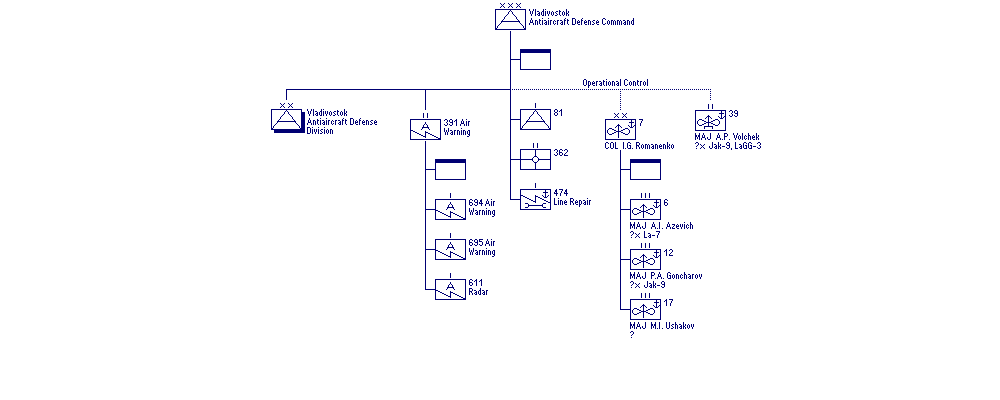 Vladivostok
Antiaircraft Defense Command
Operational Control
Vladivostok
Antiaircraft Defense
Division
391 Air
Warning
694 Air
Warning
695 Air
Warning
611
Radar
81
362
474
Line Repair
7
COL I.G. Romanenko
6
MAJ A.I. Azevich
?x La-7
12
MAJ P.A. Goncharov
?x Jak-9
17
MAJ M.I. Ushakov
?
39
MAJ A.P. Volchek
?x Jak-9, LaGG-3